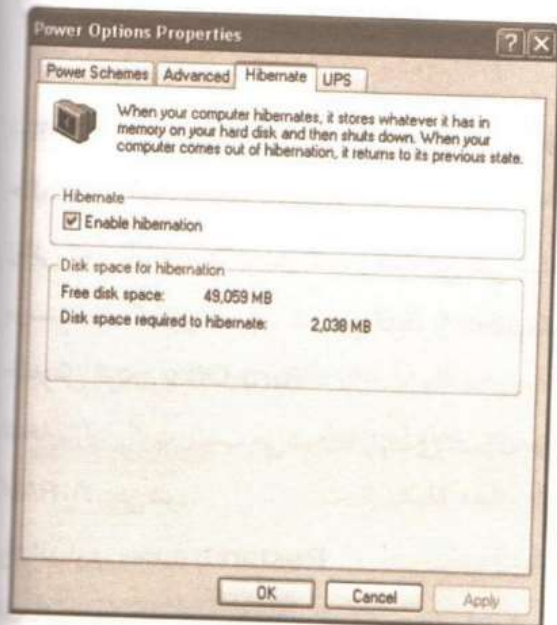 Power Options Properties
Power Schemes Advanced Hibernate UPS
When your computer hibernates, it stores whatever it has in
memory on your hard disk and then shuts down. When your
computer comes out of hibernation, it returns to its previous state.
Hibernate
Enable hibernation
Disk space for hibernation
Free disk space: 49,059 MB
Disk space required to hibernate: 2,038 MB
OK Cancel Apply